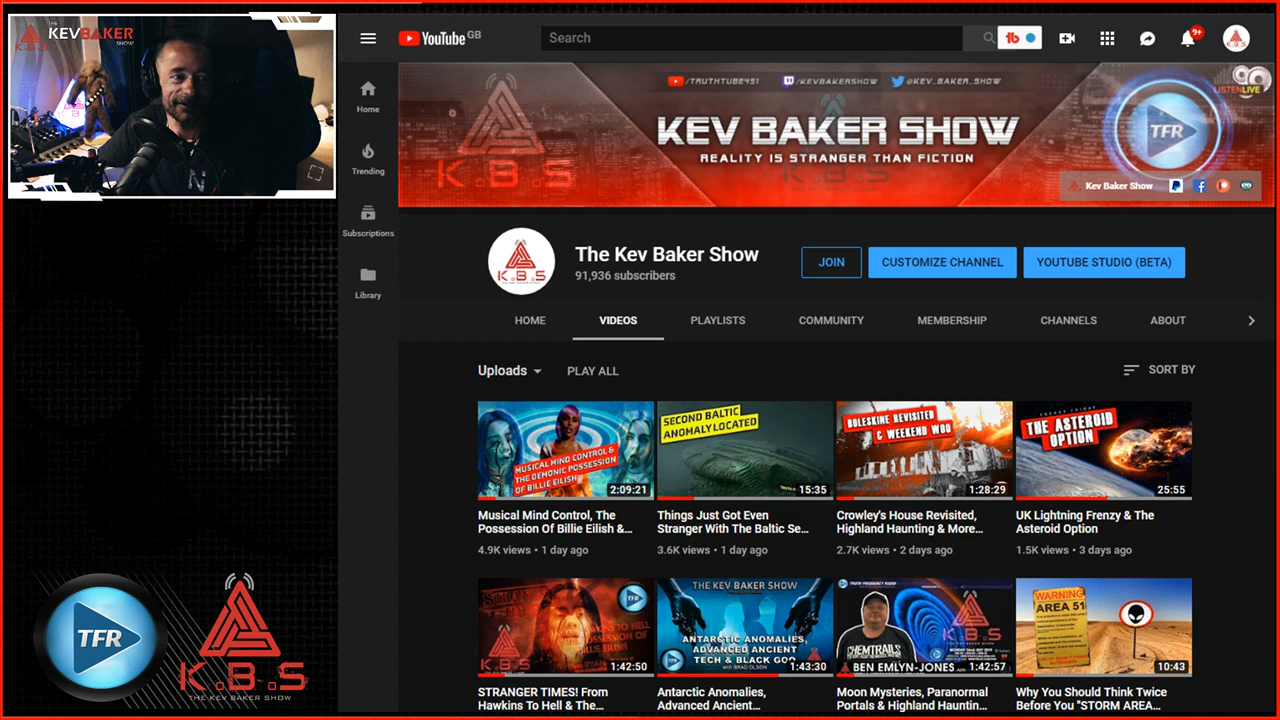 THE
KEVBAKER
SHOW
YouTube GB
Search
9+
Home
Trending
Subscriptions
Library
/TRUTHTUBE451
/KEVBAKERSHOW
@KEV_BAKER_SHOW
KEV BAKER SHOW
REALITY IS STRANGER THAN FICTION
K.B.S
TFR
LISTENLIVE
Kev Baker Show
K.B.S
The Kev Baker Show
91,936 subscribers
JOIN
CUSTOMIZE CHANNEL
YOUTUBE STUDIO (BETA)
HOME
VIDEOS
PLAYLISTS
COMMUNITY
MEMBERSHIP
CHANNELS
ABOUT
Uploads
PLAY ALL
SORT BY
MUSICAL MIND CONTROL &
THE DEMONIC POSSESSION
OF BILLIE EILISH
2:09:21
SECOND BALTIC
ANOMALY LOCATED
15:35
BOLESKINE REVISITED
& WEEKEND WOO
1:28:29
THE ASTEROID
OPTION
25:55
Musical Mind Control, The
Possession Of Billie Eilish &...
4.9K views • 1 day ago
Things Just Got Even
Stranger With The Baltic Se...
3.6K views • 1 day ago
Crowley's House Revisited,
Highland Haunting & More...
2.7K views • 2 days ago
UK Lightning Frenzy & The
Asteroid Option
1.5K views • 3 days ago
TFR
1:42:50
THE KEV BAKER SHOW
ANTARCTIC ANOMALIES,
ADVANCED ANCIENT
TECH & BLACK GOO
WITH BRAD OLSON
1:43:30
TRUTH FREQUENCY RADIO
K.B.S
CHEMTRAILS
BEN EMLYN-JONES
1:42:57
WARNING
AREA 51
10:43
STRANGER TIMES! From
Hawkins To Hell & The...
Antarctic Anomalies,
Advanced Ancient...
Moon Mysteries, Paranormal
Portals & Highland Hauntin...
Why You Should Think Twice
Before You "STORM AREA...
TFR
K.B.S
THE KEV BAKER SHOW